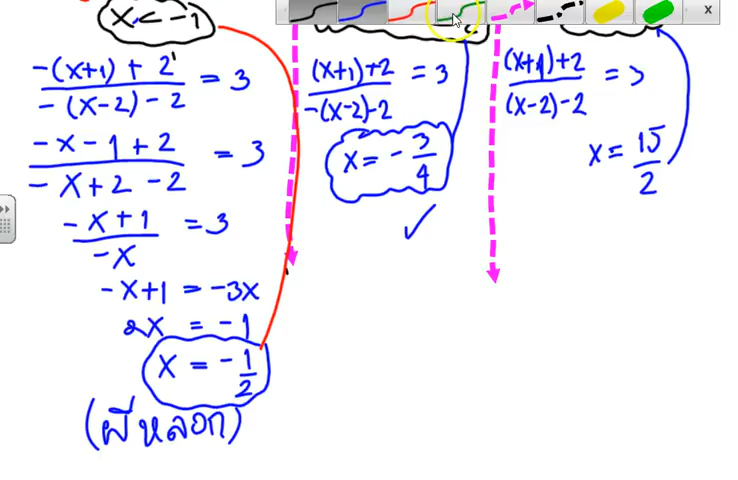 x < -1
-(x+1) + 2 / -(x-2) - 2 = 3
-x - 1 + 2 / -x + 2 - 2 = 3
-x + 1 / -x = 3
-x+1 = -3x
2x = -1
x = -1/2
(ผีหลอก)
(x+1)+2 / -(x-2)-2 = 3
x = -3/4
✓
(x+1)+2 / (x-2)-2 = 3
x = 15/2
x